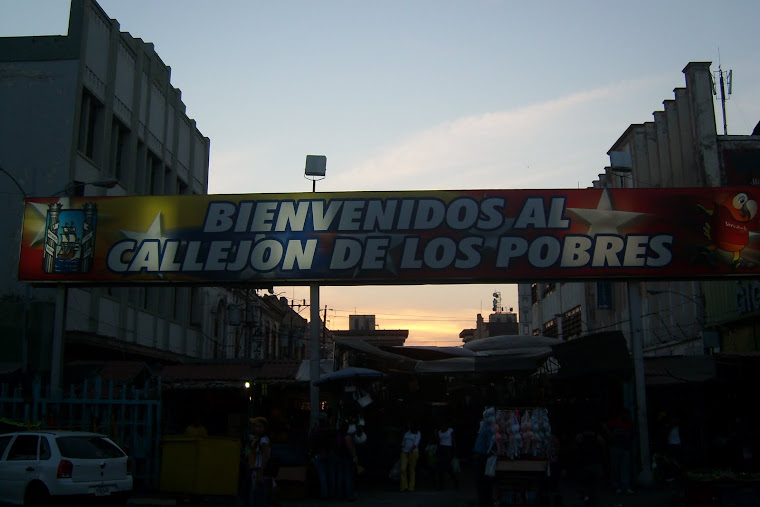 BIENVENIDOS AL
CALLEJON DE LOS POBRES